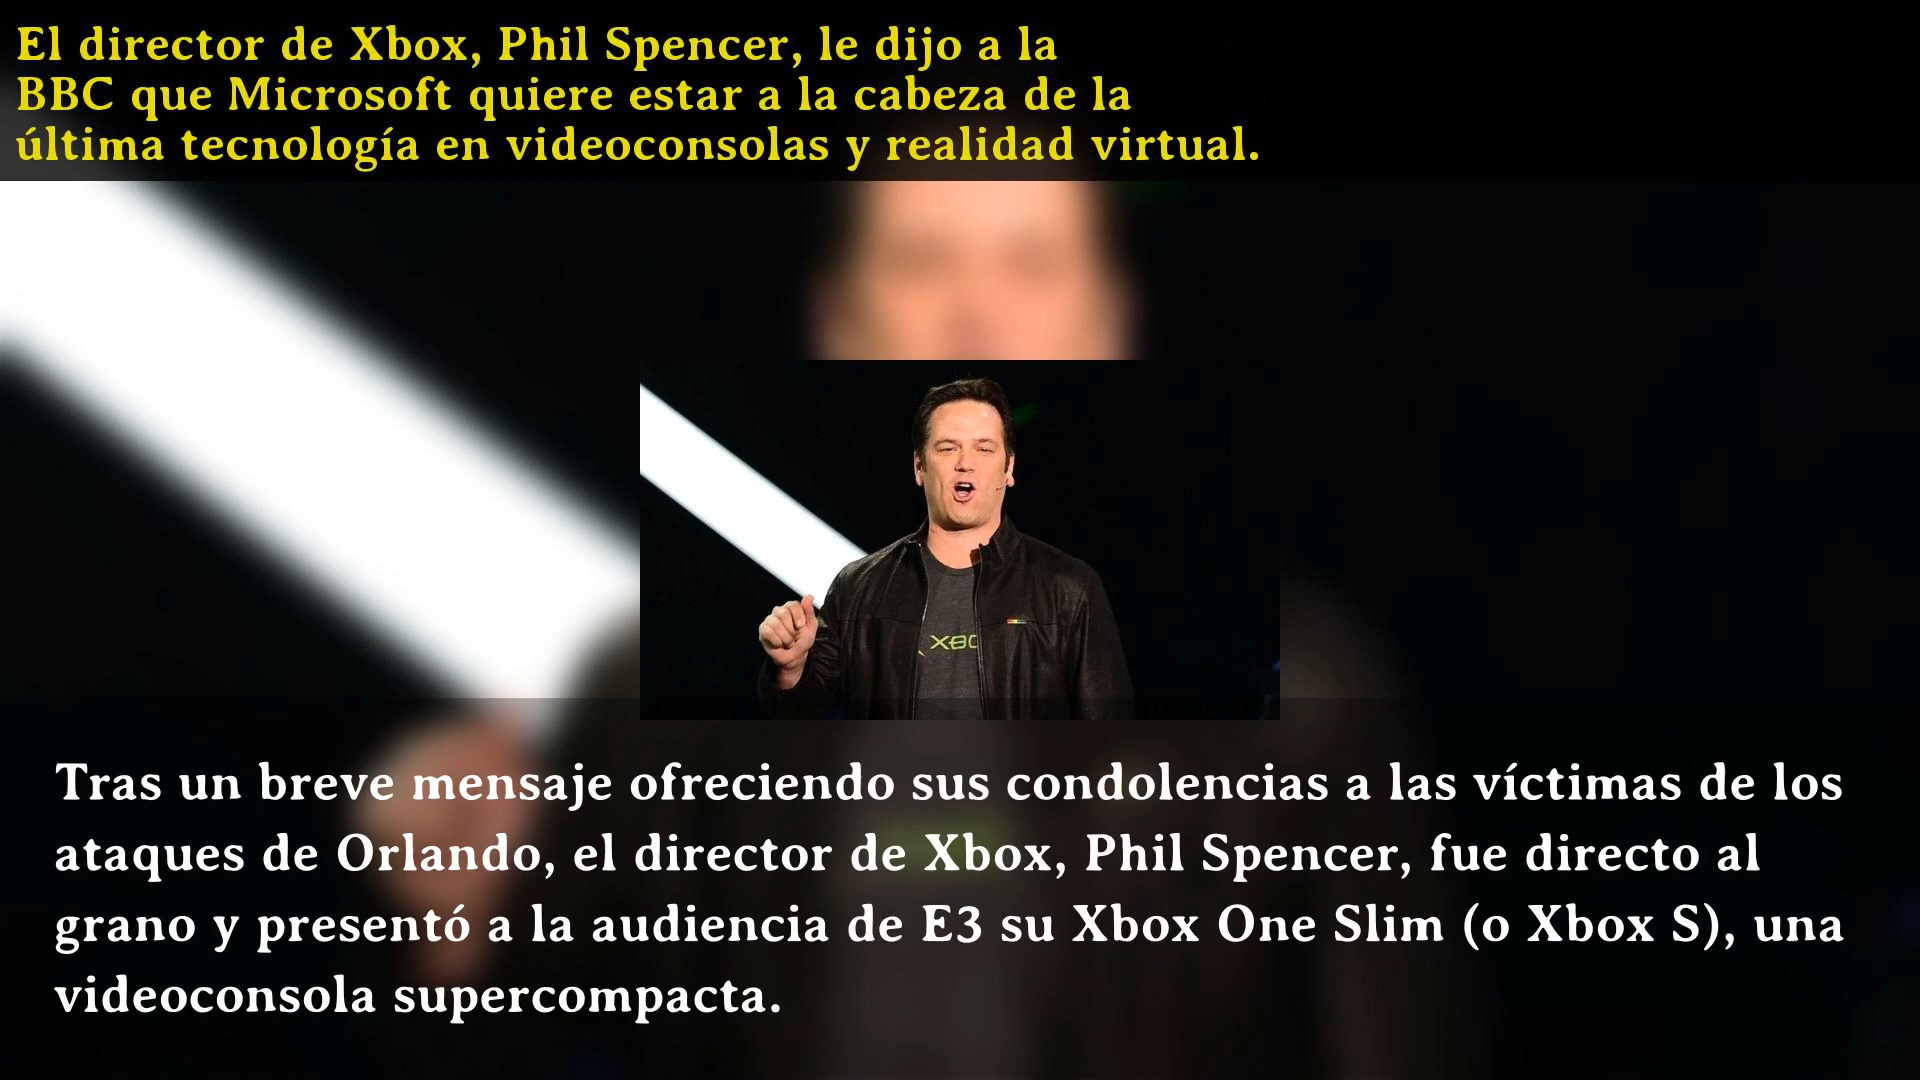 El director de Xbox, Phil Spencer, le dijo a la
BBC que Microsoft quiere estar a la cabeza de la
última tecnología en videoconsolas y realidad virtual.
XBO
Tras un breve mensaje ofreciendo sus condolencias a las víctimas de los
ataques de Orlando, el director de Xbox, Phil Spencer, fue directo al
grano y presentó a la audiencia de E3 su Xbox One Slim (o Xbox S), una
videoconsola supercompacta.